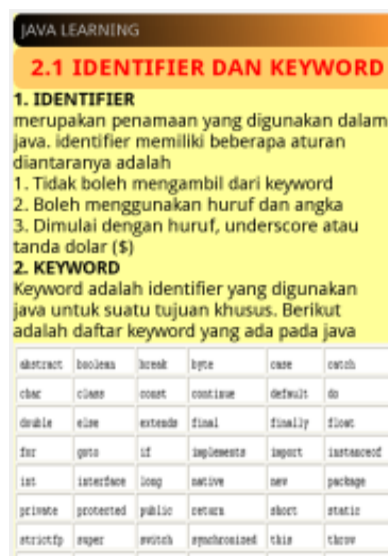 JAVA LEARNING
2.1 IDENTIFIER DAN KEYWORD
1. IDENTIFIER
merupakan penamaan yang digunakan dalam
java. identifier memiliki beberapa aturan
diantaranya adalah
1. Tidak boleh mengambil dari keyword
2. Boleh menggunakan huruf dan angka
3. Dimulai dengan huruf, underscore atau
tanda dolar ($)
2. KEYWORD
Keyword adalah identifier yang digunakan
java untuk suatu tujuan khusus. Berikut
adalah daftar keyword yang ada pada java
abstract boolean break byte case catch
char class const continue default do
double else extends final finally float
for goto if implements import instanceof
int interface long native new package
private protected public return short static
strictfp super switch synchronized this throw